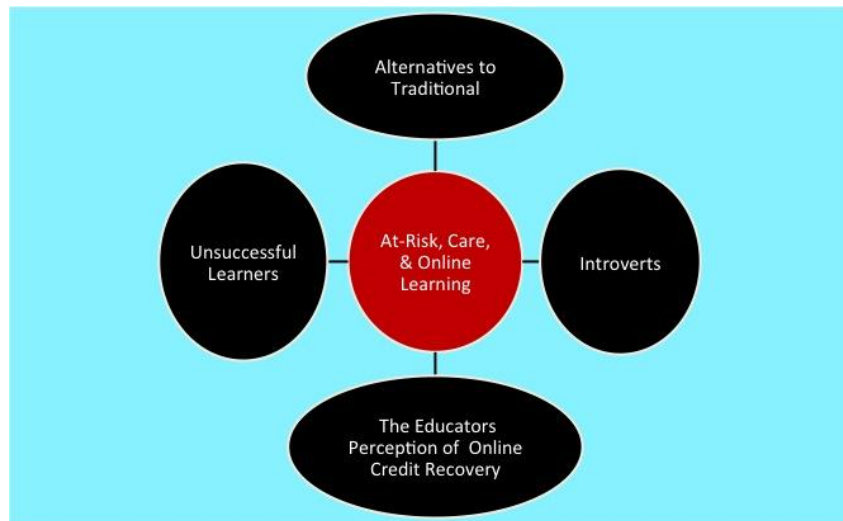 Alternatives to
Traditional
Unsuccessful
Learners
At-Risk, Care,
& Online
Learning
Introverts
The Educators
Perception of Online
Credit Recovery